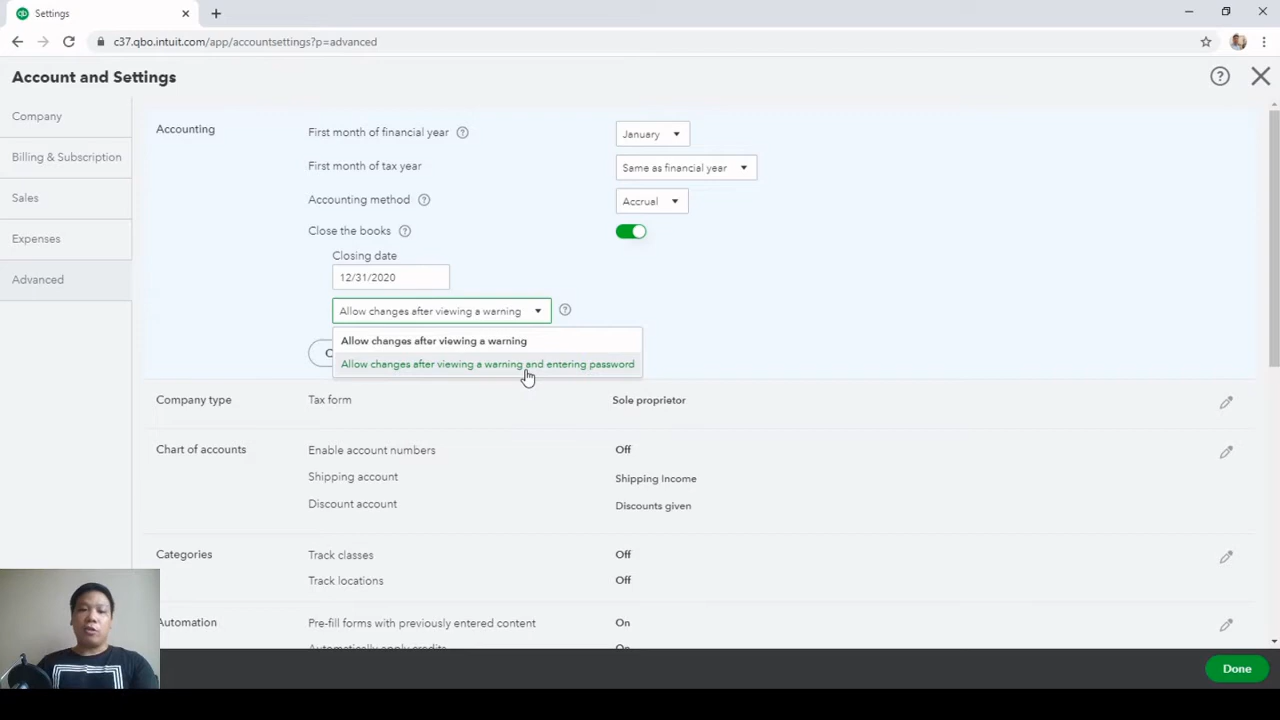 Settings
c37.qbo.intuit.com/app/accountsettings?p=advanced
Account and Settings
Company
Billing & Subscription
Sales
Expenses
Advanced
Accounting
First month of financial year
January
First month of tax year
Same as financial year
Accounting method
Accrual
Close the books
Closing date
12/31/2020
Allow changes after viewing a warning
Allow changes after viewing a warning
Allow changes after viewing a warning and entering password
Company type
Tax form
Sole proprietor
Chart of accounts
Enable account numbers
Off
Shipping account
Shipping Income
Discount account
Discounts given
Categories
Track classes
Off
Track locations
Off
Automation
Pre-fill forms with previously entered content
On
Automatically apply credits
On
Done